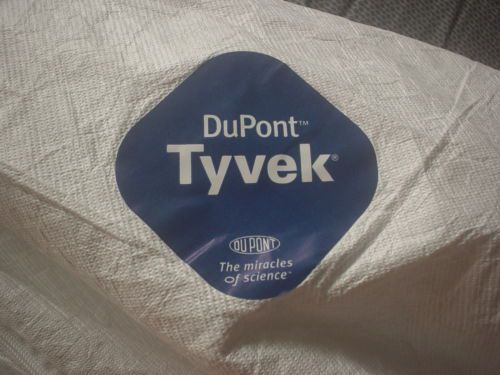 DuPont™
Tyvek®
DU PONT
The miracles
of science™